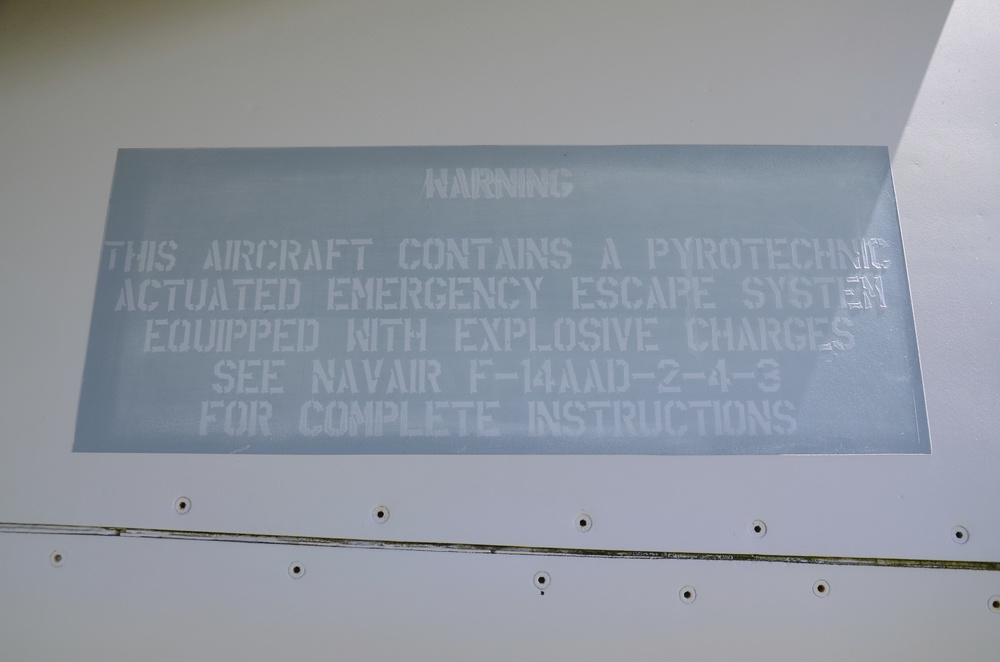 WARNING
THIS AIRCRAFT CONTAINS A PYROTECHNIC
ACTUATED EMERGENCY ESCAPE SYSTEM
EQUIPPED WITH EXPLOSIVE CHARGES
SEE NAVAIR F-14AAD-2-4-3
FOR COMPLETE INSTRUCTIONS